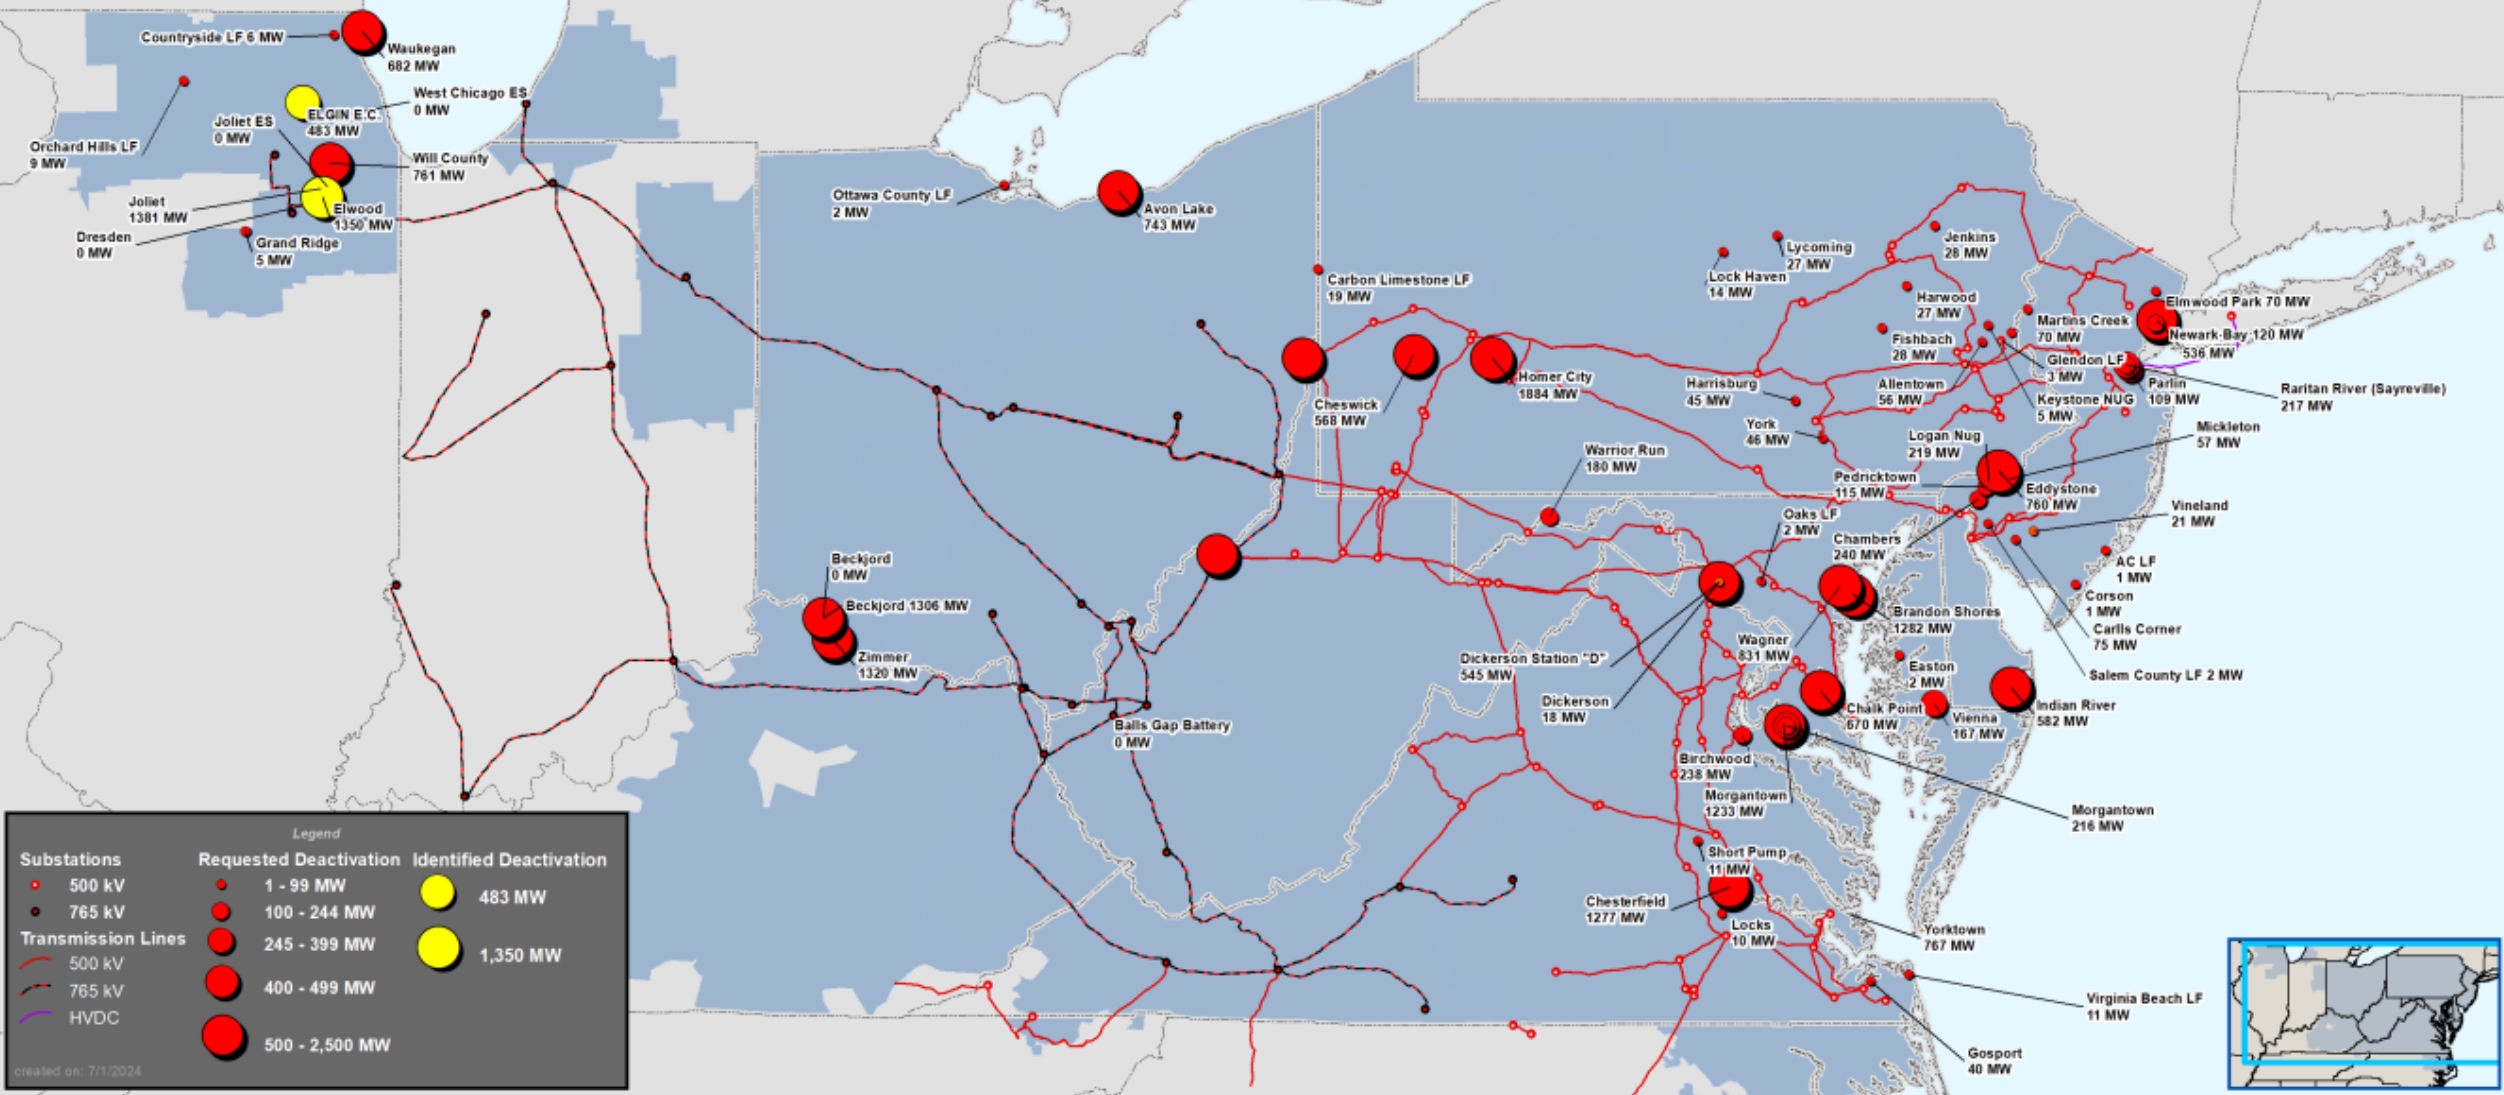 Countryside LF 6 MW
Waukegan
682 MW
West Chicago ES
0 MW
ELGIN E.C.
483 MW
Joliet ES
0 MW
Orchard Hills LF
9 MW
Will County
761 MW
Joliet
1381 MW
Elwood
1350 MW
Dresden
0 MW
Grand Ridge
5 MW
Ottawa County LF
2 MW
Avon Lake
743 MW
Carbon Limestone LF
19 MW
Lycoming
27 MW
Lock Haven
14 MW
Jenkins
28 MW
Harwood
27 MW
Elmwood Park 70 MW
Martins Creek
70 MW
Newark Bay 120 MW
536 MW
Fishbach
28 MW
Glendon LF
3 MW
Homer City
1884 MW
Harrisburg
45 MW
Allentown
56 MW
Keystone NUG
5 MW
Parlin
109 MW
Raritan River (Sayreville)
217 MW
Cheswick
568 MW
York
46 MW
Logan Nug
219 MW
Mickleton
57 MW
Warrior Run
180 MW
Pedricktown
115 MW
Eddystone
760 MW
Vineland
21 MW
Oaks LF
2 MW
Chambers
240 MW
AC LF
1 MW
Beckjord
0 MW
Beckjord 1306 MW
Corson
1 MW
Brandon Shores
1282 MW
Carlls Corner
75 MW
Wagner
831 MW
Zimmer
1320 MW
Dickerson Station "D"
545 MW
Easton
2 MW
Salem County LF 2 MW
Dickerson
18 MW
Chalk Point
670 MW
Vienna
167 MW
Indian River
582 MW
Balls Gap Battery
0 MW
Birchwood
238 MW
Morgantown
1233 MW
Morgantown
216 MW
Short Pump
11 MW
Chesterfield
1277 MW
Locks
10 MW
Yorktown
767 MW
Virginia Beach LF
11 MW
Gosport
40 MW
Legend
Substations
500 kV
765 kV
Transmission Lines
500 kV
765 kV
HVDC
Requested Deactivation
1 - 99 MW
100 - 244 MW
245 - 399 MW
400 - 499 MW
500 - 2,500 MW
Identified Deactivation
483 MW
1,350 MW
created on: 7/1/2024